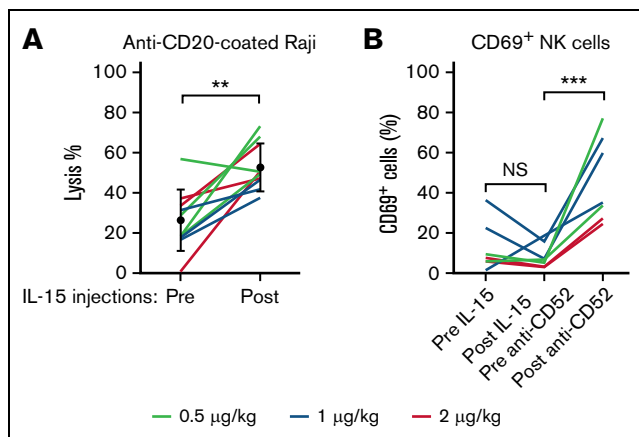 A
Anti-CD20-coated Raji
Lysis %
100
80
60
40
20
0
**
IL-15 injections: Pre Post
B
CD69⁺ NK cells
CD69⁺ cells (%)
100
80
60
40
20
0
NS
***
Pre IL-15
Post IL-15
Pre anti-CD52
Post anti-CD52
0.5 μg/kg 1 μg/kg 2 μg/kg